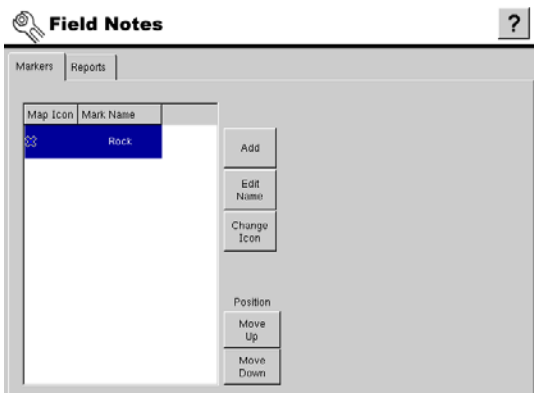 Field Notes
?
Markers
Reports
Map Icon
Mark Name
Rock
Add
Edit
Name
Change
Icon
Position
Move
Up
Move
Down